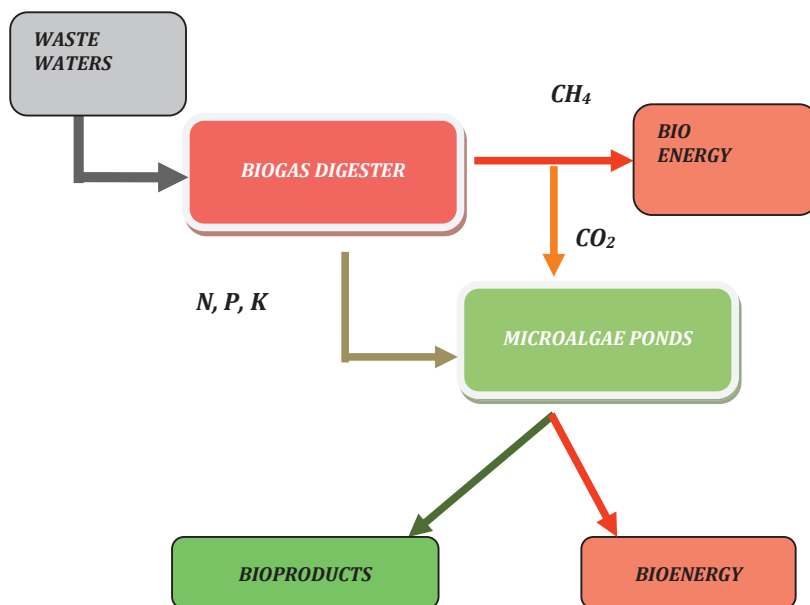 WASTE
WATERS
CH₄
BIOGAS DIGESTER
BIO
ENERGY
CO₂
N, P, K
MICROALGAE PONDS
BIOPRODUCTS
BIOENERGY